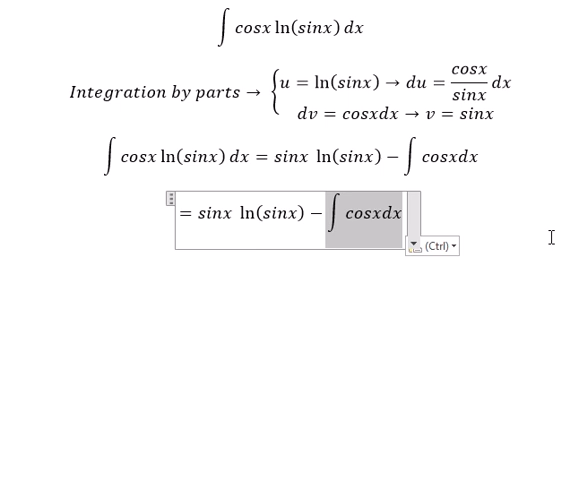 ∫ cosx ln(sinx) dx
Integration by parts → { u = ln(sinx) → du = cosx/sinx dx
dv = cosxdx → v = sinx
∫ cosx ln(sinx) dx = sinx ln(sinx) − ∫ cosxdx
= sinx ln(sinx) − ∫ cosxdx
(Ctrl)